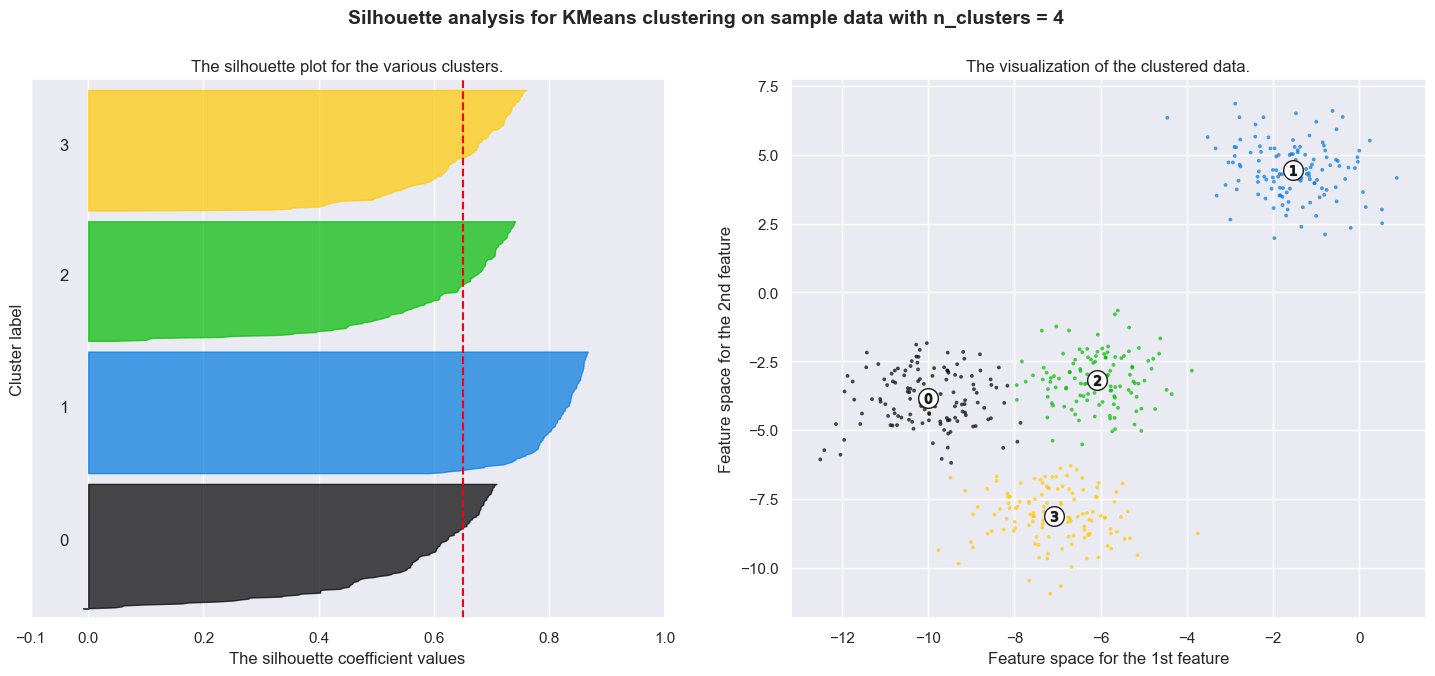 Silhouette analysis for KMeans clustering on sample data with n_clusters = 4
The silhouette plot for the various clusters.
Cluster label
3
2
1
0
−0.1 0.0 0.2 0.4 0.6 0.8 1.0
The silhouette coefficient values
The visualization of the clustered data.
Feature space for the 2nd feature
7.5
5.0
2.5
0.0
−2.5
−5.0
−7.5
−10.0
1
2
0
3
−12 −10 −8 −6 −4 −2 0
Feature space for the 1st feature